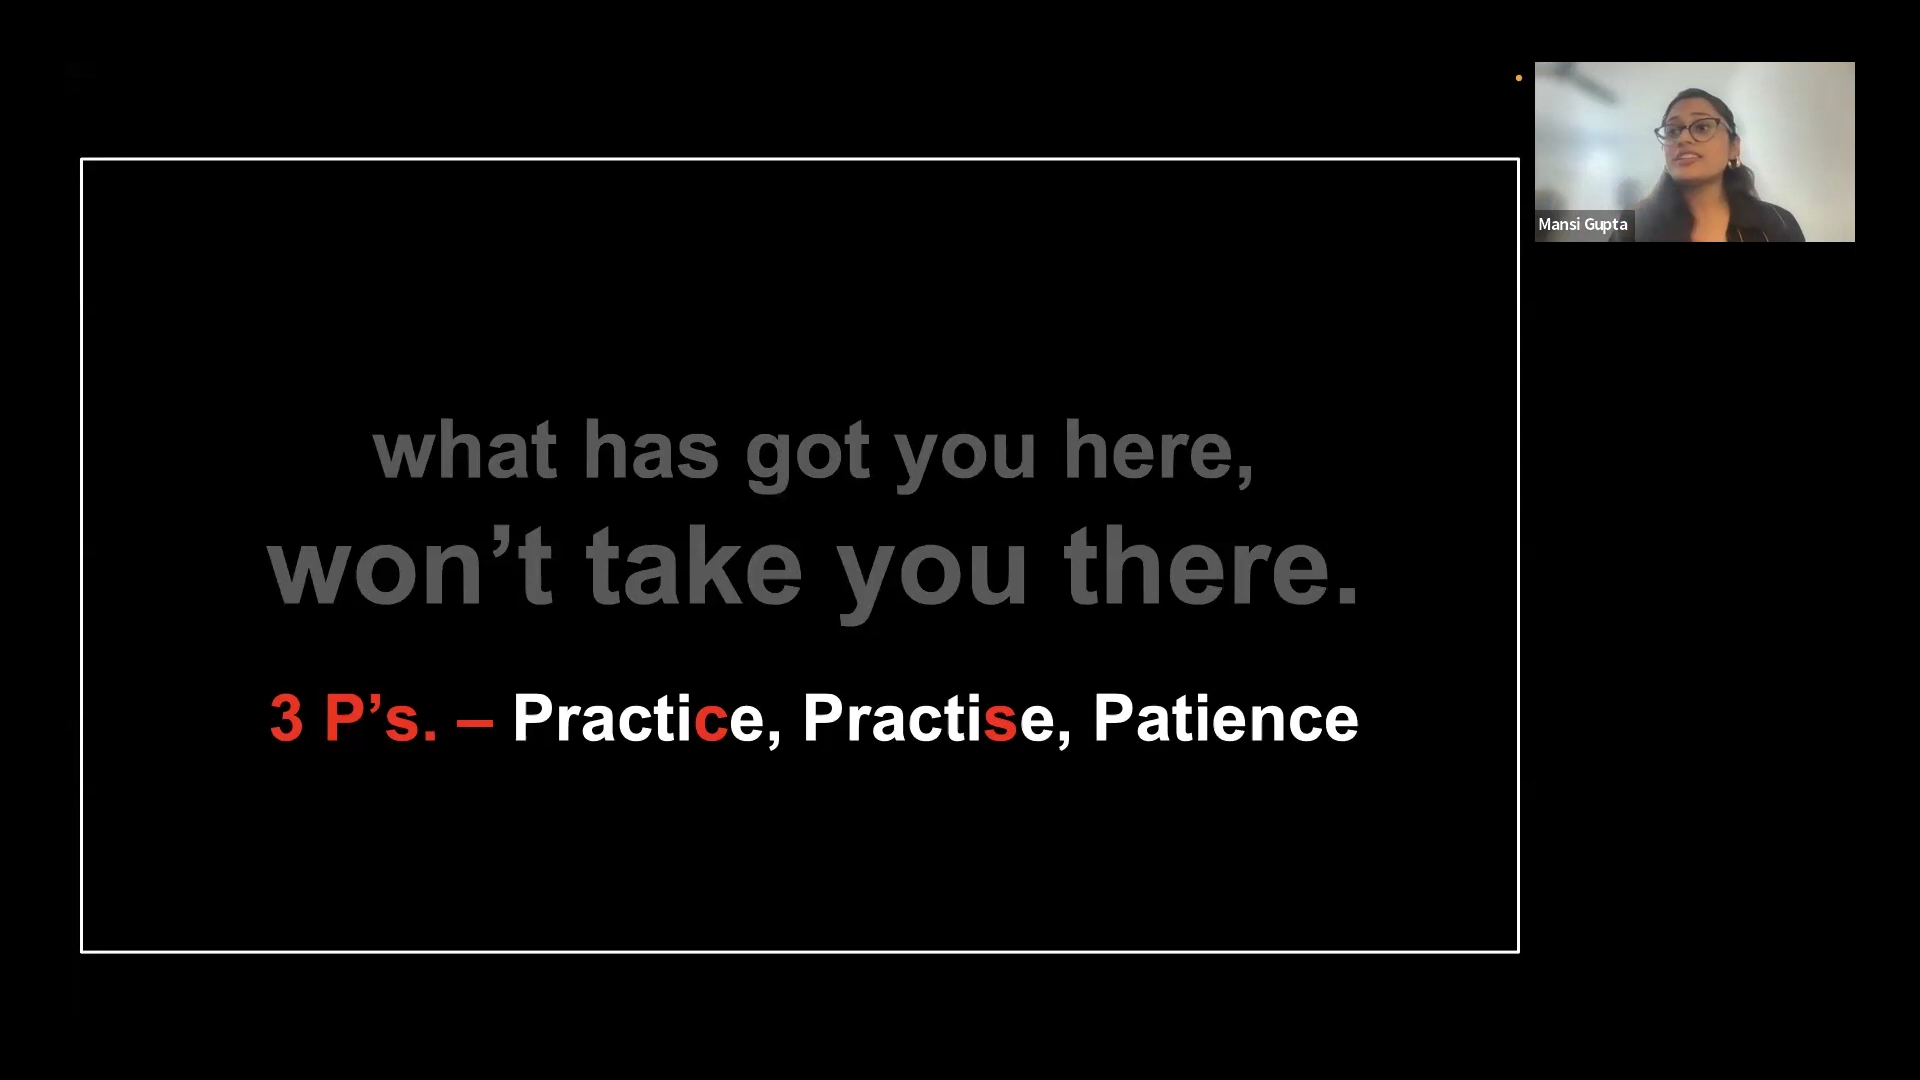 Mansi Gupta
what has got you here,
won’t take you there.
3 P’s. – Practice, Practise, Patience